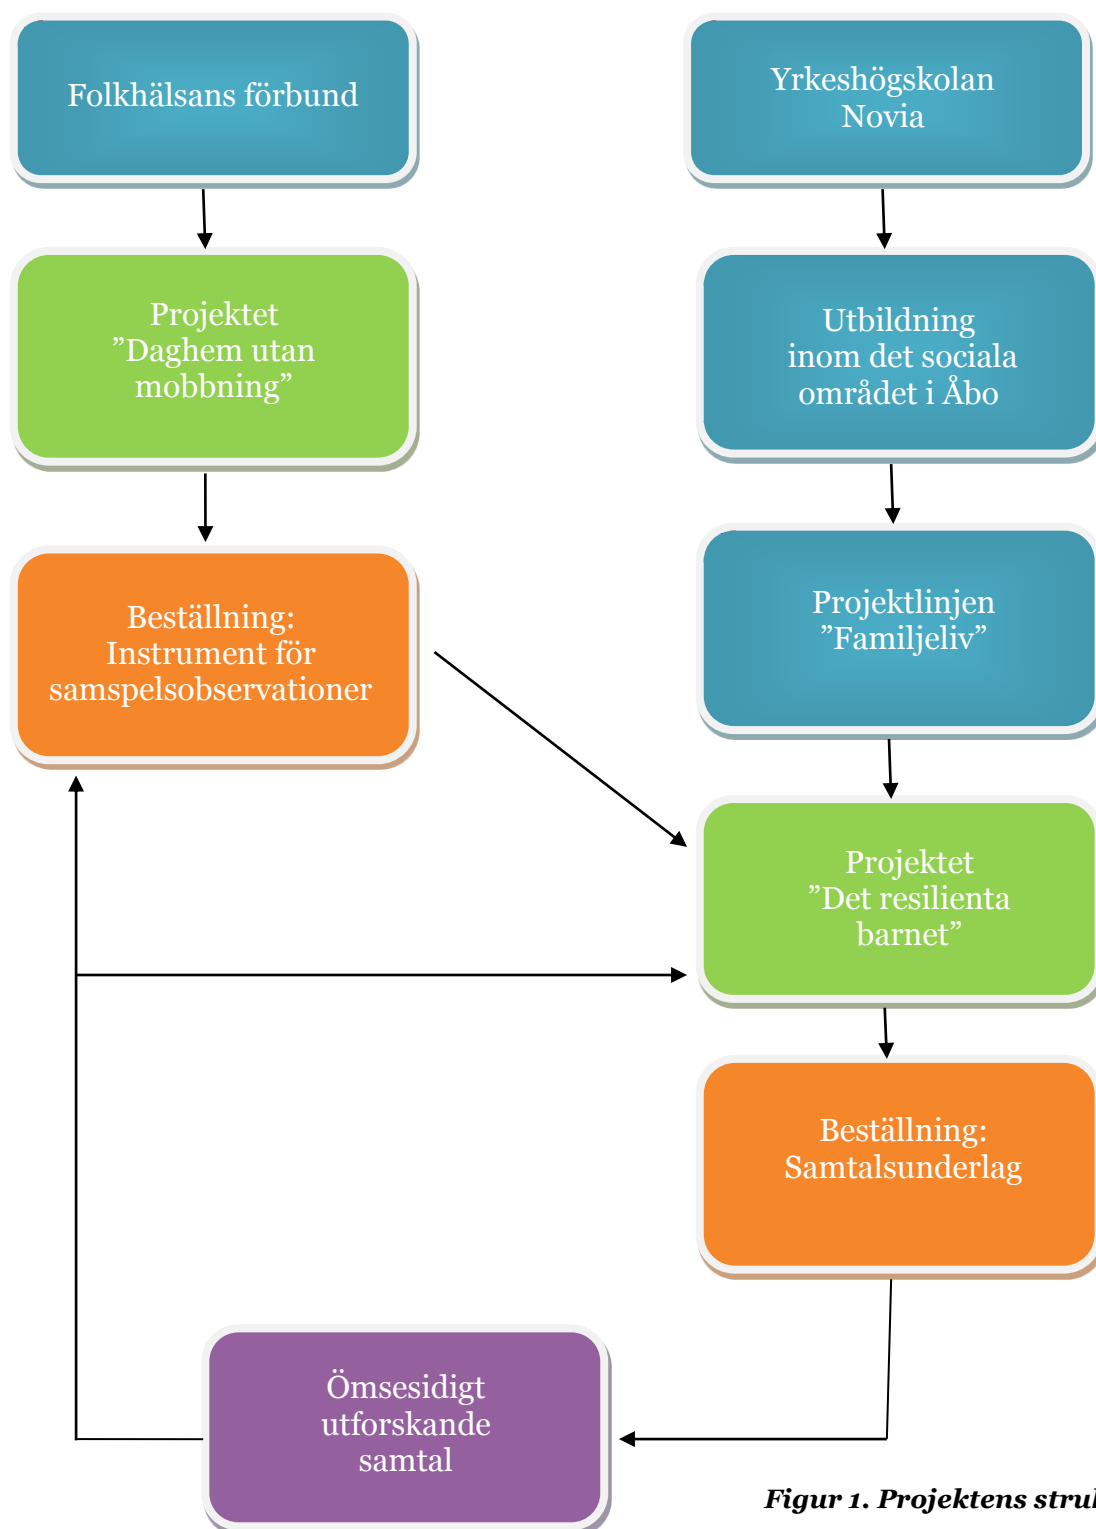 Folkhälsans förbund
Yrkeshögskolan
Novia
Projektet
”Daghem utan
mobbning”
Utbildning
inom det sociala
området i Åbo
Beställning:
Instrument för
samspelsobservationer
Projektlinjen
”Familjeliv”
Projektet
”Det resilienta
barnet”
Beställning:
Samtalsunderlag
Ömsesidigt
utforskande
samtal
Figur 1. Projektens